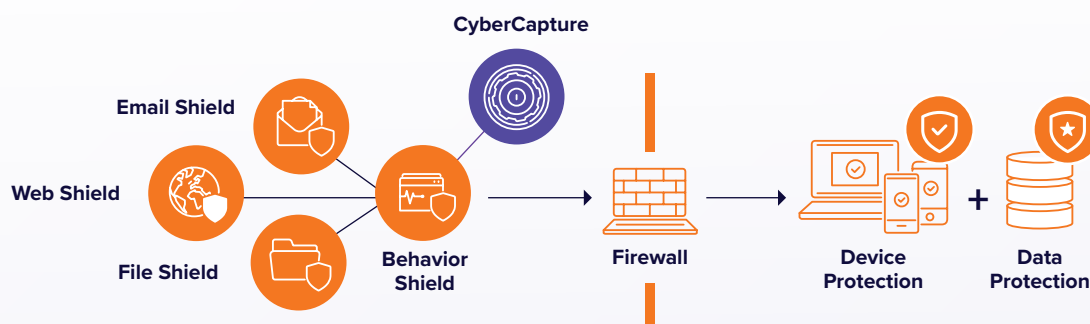 CyberCapture
Email Shield
Web Shield
File Shield
Behavior
Shield
Firewall
Device
Protection
+
Data
Protection